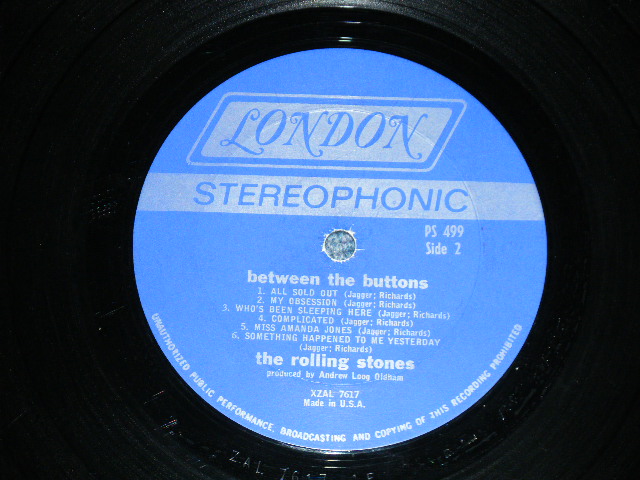 LONDON
STEREOPHONIC
PS 499
Side 2
between the buttons
1. ALL SOLD OUT (Jagger; Richards)
2. MY OBSESSION (Jagger; Richards)
3. WHO'S BEEN SLEEPING HERE (Jagger; Richards)
4. COMPLICATED (Jagger; Richards)
5. MISS AMANDA JONES (Jagger; Richards)
6. SOMETHING HAPPENED TO ME YESTERDAY
(Jagger; Richards)
the rolling stones
produced by Andrew Loog Oldham
XZAL 7617
Made in U.S.A.
UNAUTHORIZED PUBLIC PERFORMANCE, BROADCASTING AND COPYING OF THIS RECORDING PROHIBITED
ZAL 7617